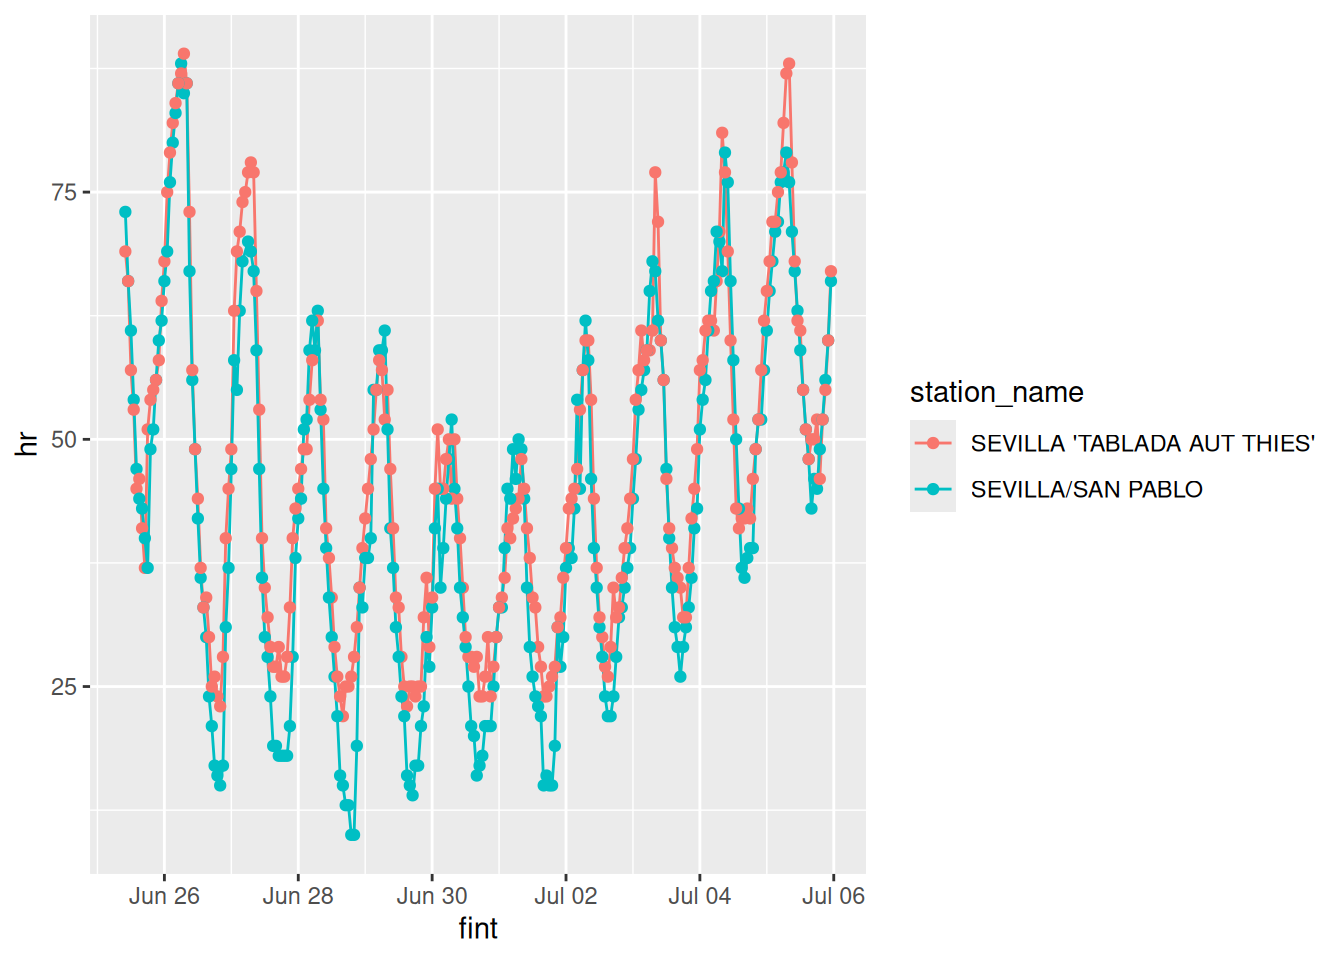 75
50
25
hr
Jun 26
Jun 28
Jun 30
Jul 02
Jul 04
Jul 06
fint
station_name
SEVILLA 'TABLADA AUT THIES'
SEVILLA/SAN PABLO